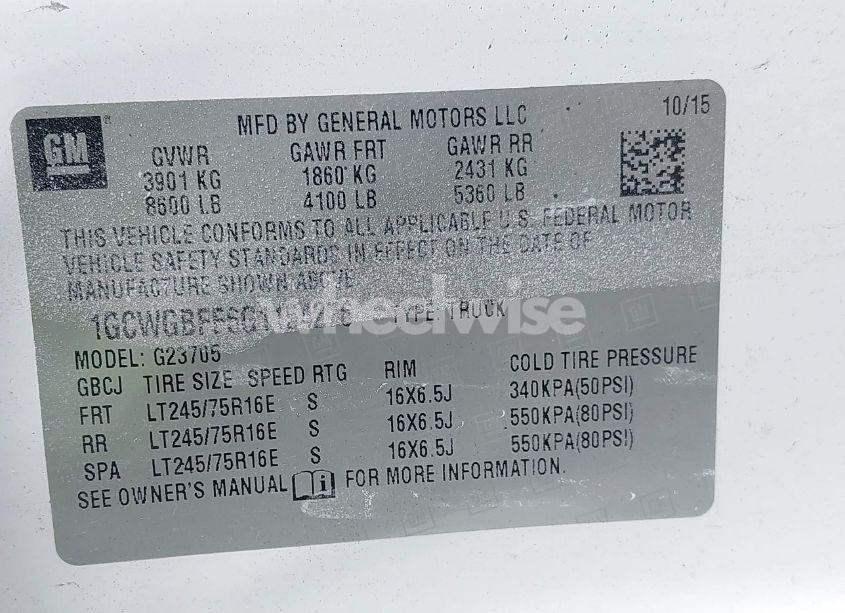 GM
MFD BY GENERAL MOTORS LLC 10/15
GVWR GAWR FRT GAWR RR
3901 KG 1860 KG 2431 KG
8600 LB 4100 LB 5360 LB
THIS VEHICLE CONFORMS TO ALL APPLICABLE U.S. FEDERAL MOTOR
VEHICLE SAFETY STANDARDS IN EFFECT ON THE DATE OF
MANUFACTURE SHOWN ABOVE
wheelwise
TYPE: TRUCK
MODEL: G23705
GBCJ TIRE SIZE SPEED RTG RIM COLD TIRE PRESSURE
FRT LT245/75R16E S 16X6.5J 340KPA(50PSI)
RR LT245/75R16E S 16X6.5J 550KPA(80PSI)
SPA LT245/75R16E S 16X6.5J 550KPA(80PSI)
SEE OWNER'S MANUAL FOR MORE INFORMATION.